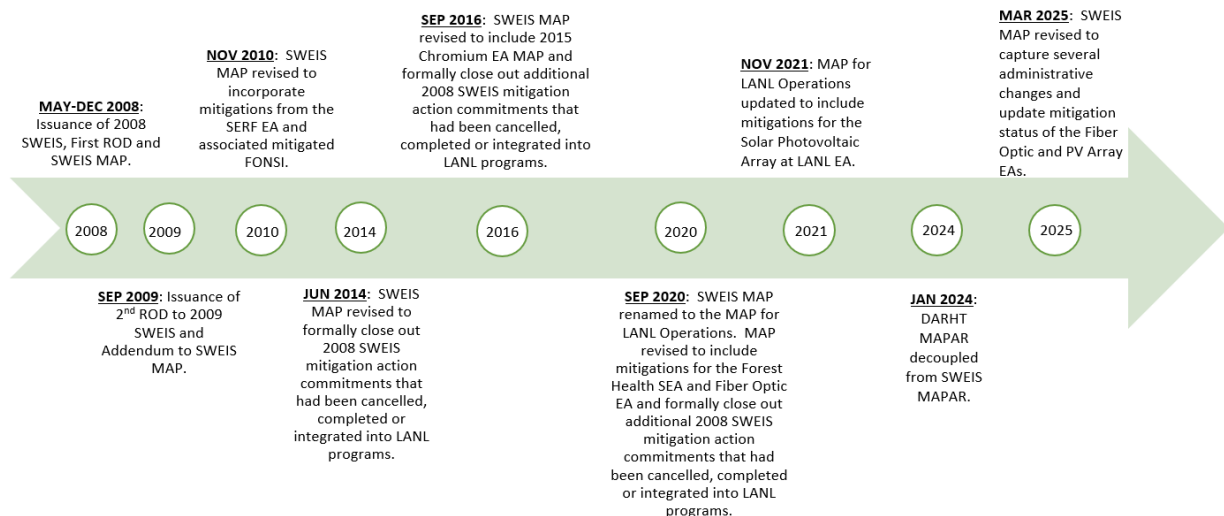 MAY-DEC 2008:
Issuance of 2008
SWEIS, First ROD and
SWEIS MAP.
NOV 2010: SWEIS
MAP revised to
incorporate
mitigations from the
SERF EA and
associated mitigated
FONSI.
SEP 2016: SWEIS MAP
revised to include 2015
Chromium EA MAP and
formally close out additional
2008 SWEIS mitigation
action commitments that
had been cancelled,
completed or integrated into
LANL programs.
NOV 2021: MAP for
LANL Operations
updated to include
mitigations for the
Solar Photovoltaic
Array at LANL EA.
MAR 2025: SWEIS
MAP revised to
capture several
administrative
changes and
update mitigation
status of the Fiber
Optic and PV Array
EAs.
2008
2009
2010
2014
2016
2020
2021
2024
2025
SEP 2009: Issuance of
2nd ROD to 2009
SWEIS and
Addendum to SWEIS
MAP.
JUN 2014: SWEIS
MAP revised to
formally close out
2008 SWEIS
mitigation action
commitments that
had been cancelled,
completed or
integrated into LANL
programs.
SEP 2020: SWEIS MAP
renamed to the MAP for
LANL Operations. MAP
revised to include
mitigations for the Forest
Health SEA and Fiber Optic
EA and formally close out
additional 2008 SWEIS
mitigation action
commitments that had
been cancelled, completed
or integrated into LANL
programs.
JAN 2024:
DARHT
MAPAR
decoupled
from SWEIS
MAPAR.